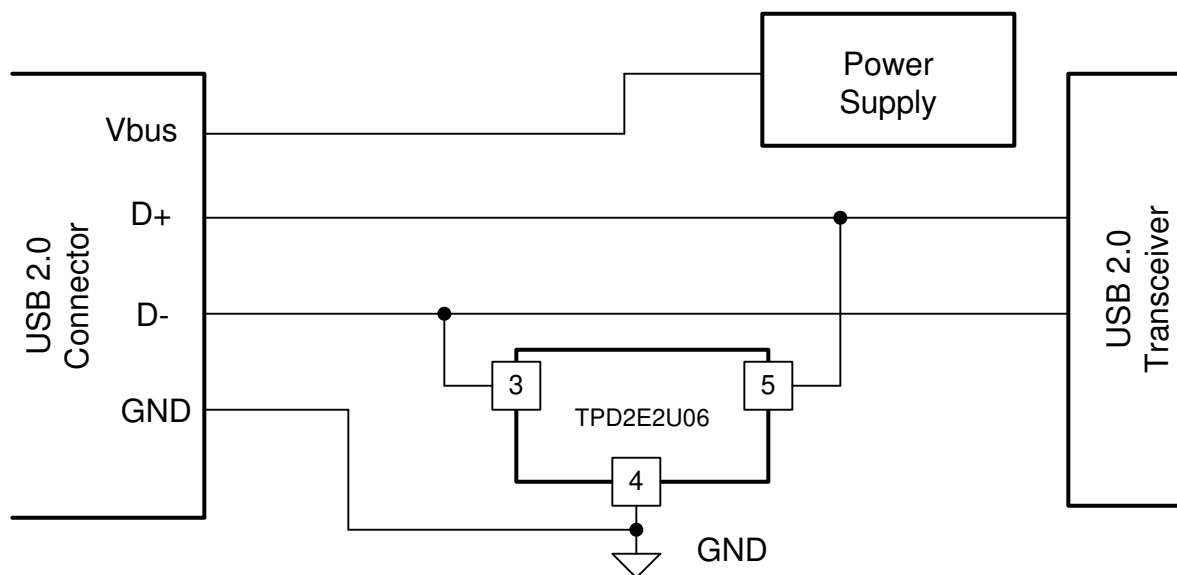 Power
Supply
Vbus
D+
D-
GND
USB 2.0
Connector
USB 2.0
Transceiver
3
5
TPD2E2U06
4
GND